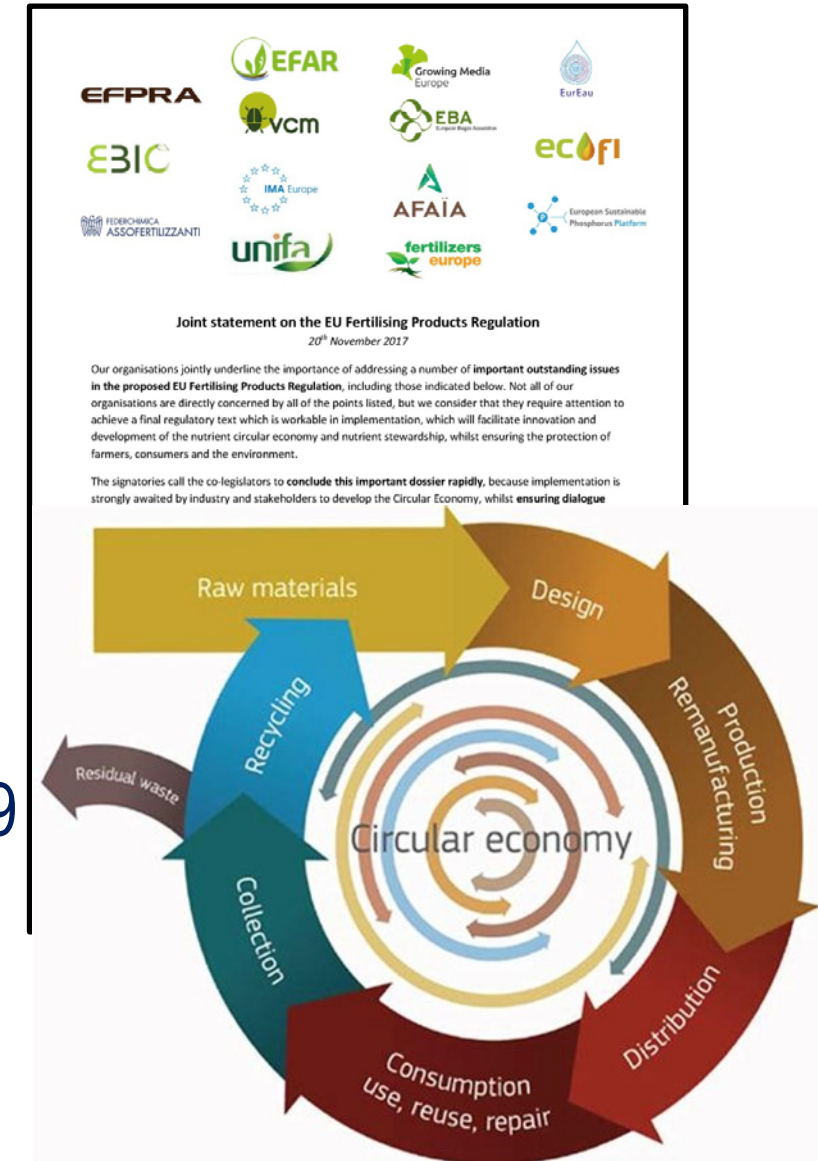 EFAR
Growing Media
Europe
EurEau
EFPRA
vcm
EBA
European Biogas Association
EBIC
ecofi
IMA Europe
AFAÏA
FEDERCHIMICA
ASSOFERTILIZZANTI
European Sustainable
Phosphorus Platform
unifa
fertilizers
europe
Joint statement on the EU Fertilising Products Regulation
20th November 2017
Our organisations jointly underline the importance of addressing a number of important outstanding issues
in the proposed EU Fertilising Products Regulation, including those indicated below. Not all of our
organisations are directly concerned by all of the points listed, but we consider that they require attention to
achieve a final regulatory text which is workable in implementation, which will facilitate innovation and
development of the nutrient circular economy and nutrient stewardship, whilst ensuring the protection of
farmers, consumers and the environment.
The signatories call the co-legislators to conclude this important dossier rapidly, because implementation is
strongly awaited by industry and stakeholders to develop the Circular Economy, whilst ensuring dialogue
Raw materials
Design
Production
Remanufacturing
Distribution
Consumption
use, reuse, repair
Collection
Recycling
Residual waste
Circular economy
9